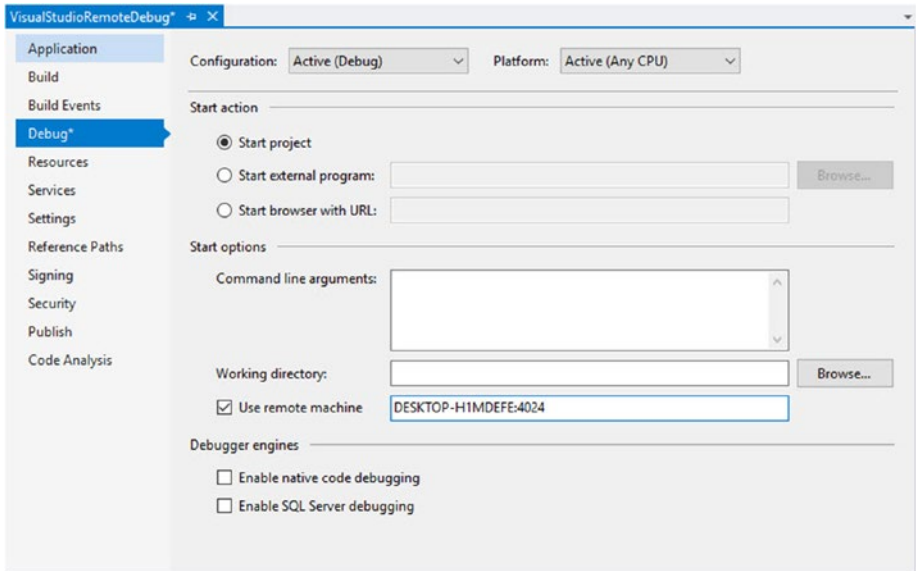 VisualStudioRemoteDebug*
Application
Build
Build Events
Debug*
Resources
Services
Settings
Reference Paths
Signing
Security
Publish
Code Analysis
Configuration: Active (Debug) Platform: Active (Any CPU)
Start action
Start project
Start external program: Browse...
Start browser with URL:
Start options
Command line arguments:
Working directory: Browse...
Use remote machine DESKTOP-H1MDEFE:4024
Debugger engines
Enable native code debugging
Enable SQL Server debugging